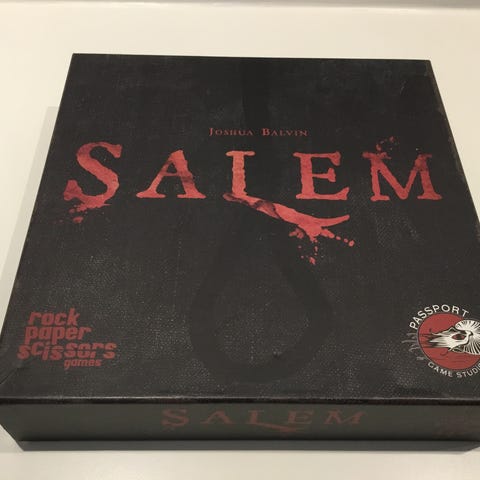 JOSHUA BALVIN
SALEM
rock
paper
scissors
games
PASSPORT
GAME STUDIOS
SALEM